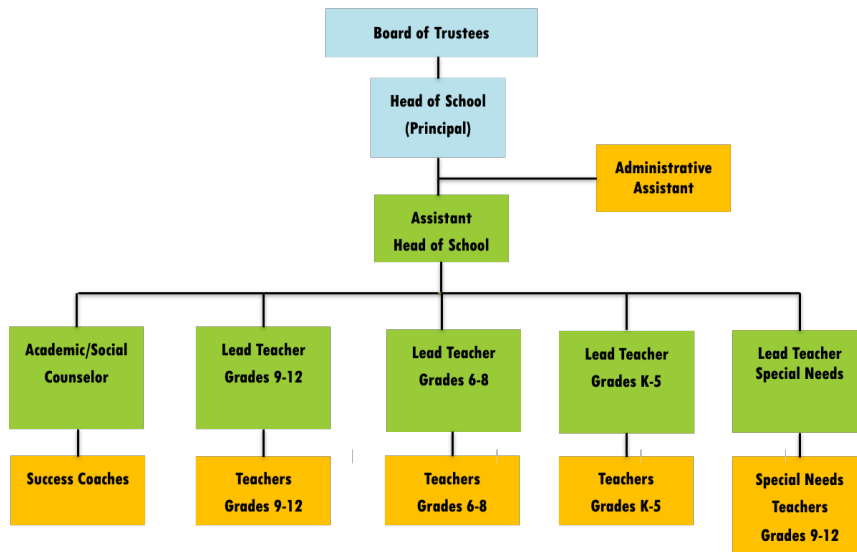 Board of Trustees
Head of School
(Principal)
Administrative
Assistant
Assistant
Head of School
Academic/Social
Counselor
Lead Teacher
Grades 9-12
Lead Teacher
Grades 6-8
Lead Teacher
Grades K-5
Lead Teacher
Special Needs
Success Coaches
Teachers
Grades 9-12
Teachers
Grades 6-8
Teachers
Grades K-5
Special Needs
Teachers
Grades 9-12